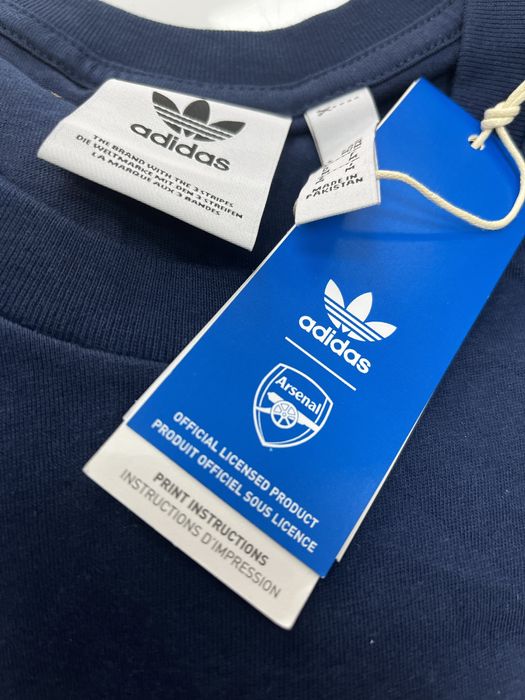 adidas
THE BRAND WITH THE 3 STRIPES
DIE WELTMARKE MIT DEN 3 STREIFEN
LA MARQUE AUX 3 BANDES
MADE IN
PAKISTAN
adidas
Arsenal
OFFICIAL LICENSED PRODUCT
PRODUIT OFFICIEL SOUS LICENCE
PRINT INSTRUCTIONS
INSTRUCTIONS D'IMPRESSION